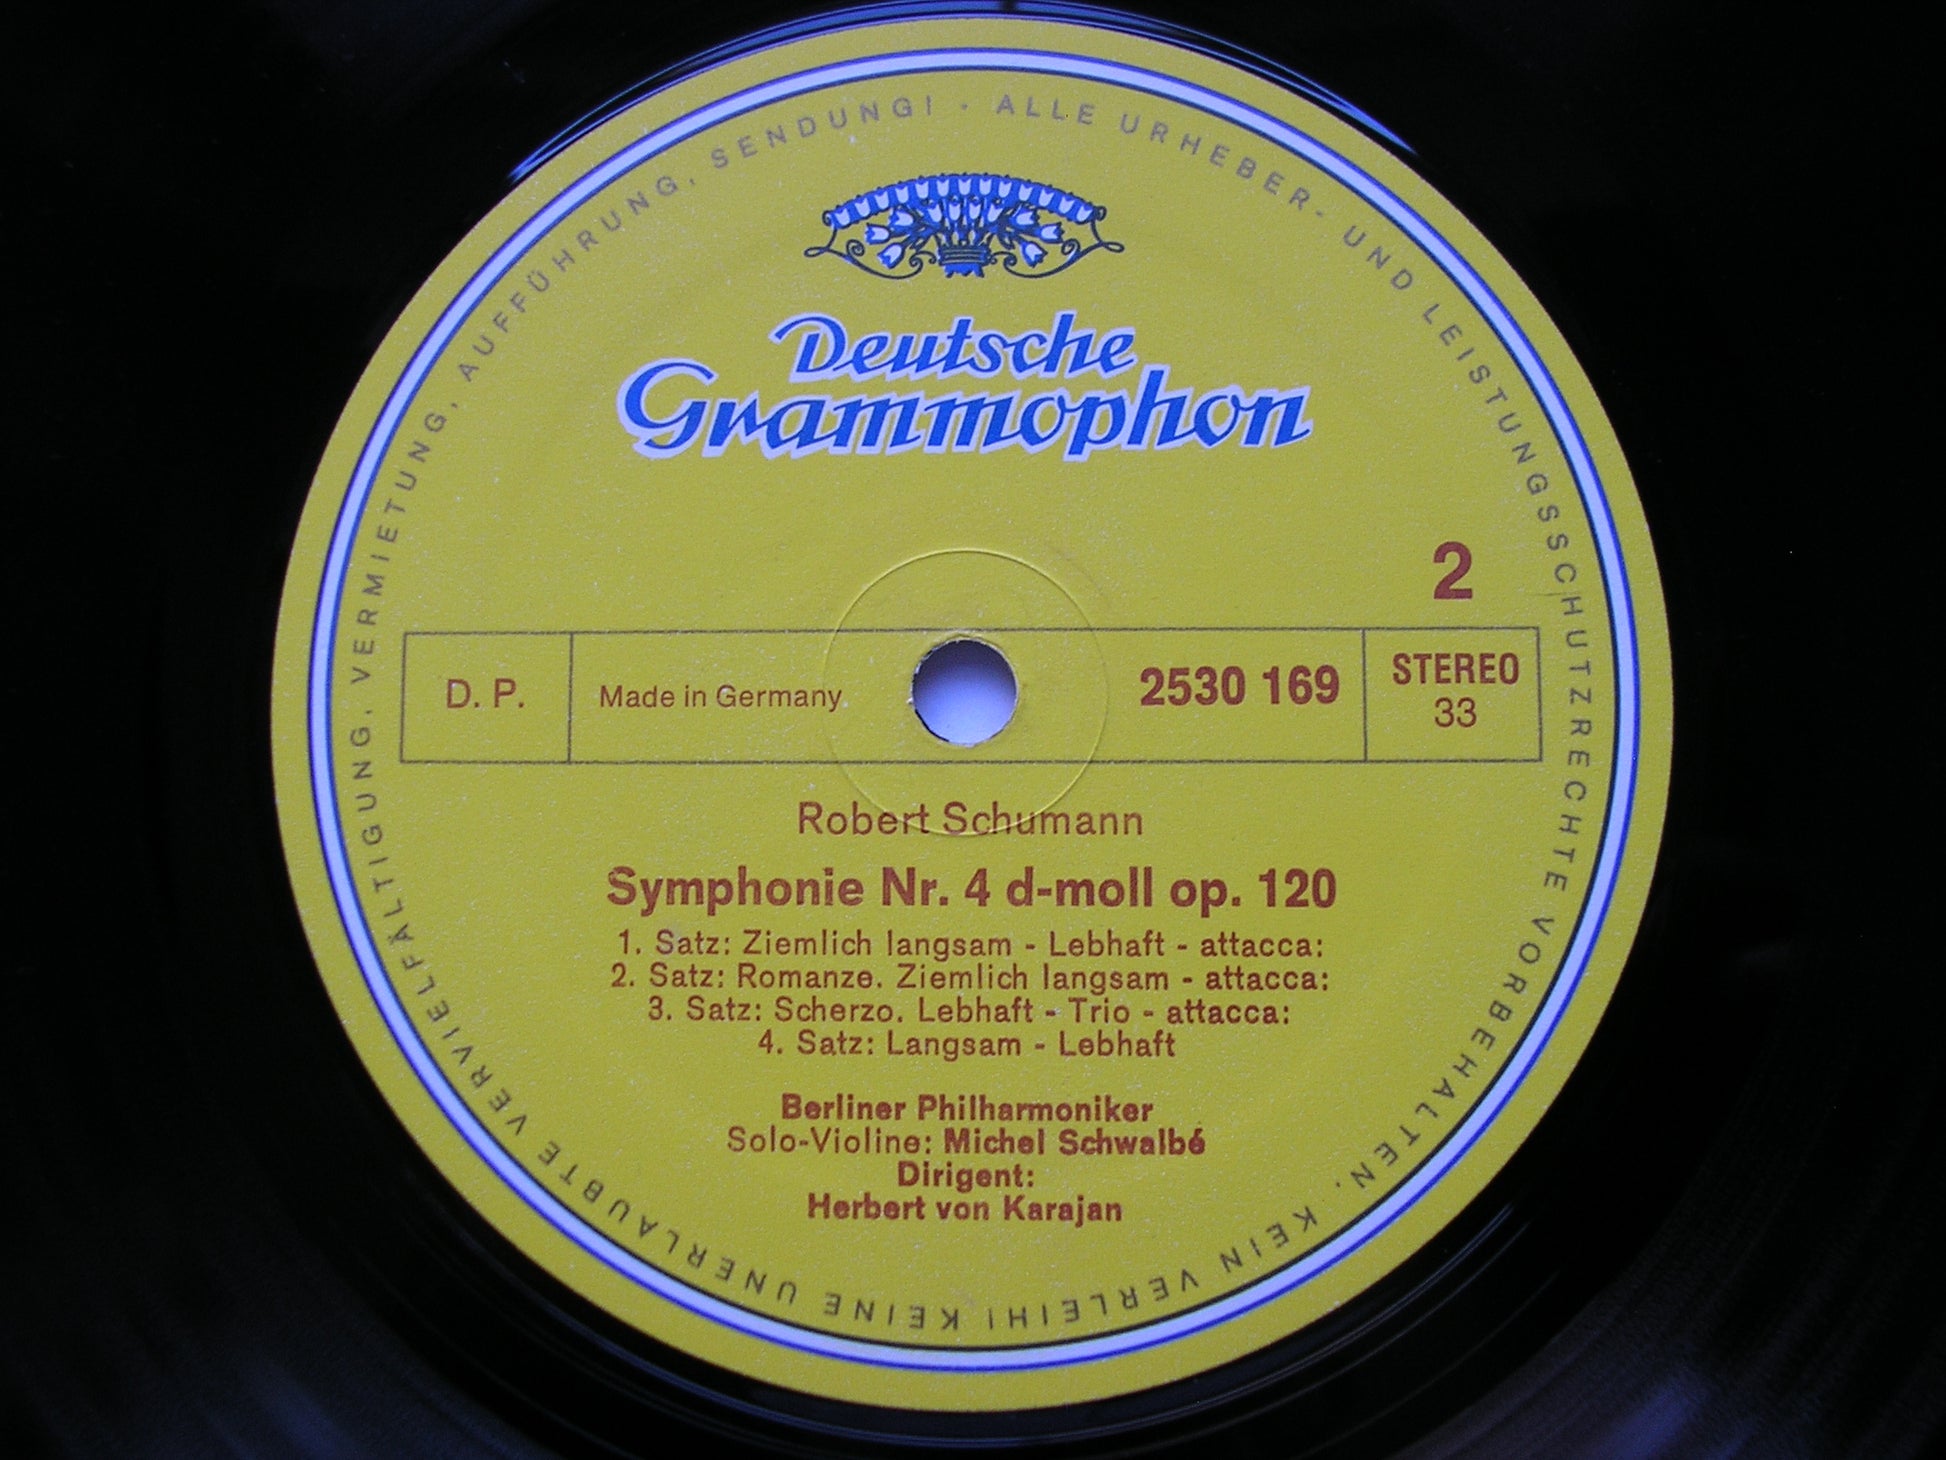 ALLE URHEBER- UND LEISTUNGSSCHUTZRECHTE VORBEHALTEN. KEIN VERLEIH! KEINE UNERLAUBTE VERVIELFÄLTIGUNG, VERMIETUNG, AUFFÜHRUNG, SENDUNG! ·
Deutsche
Grammophon
2
D. P.
Made in Germany
2530 169
STEREO
33
Robert Schumann
Symphonie Nr. 4 d-moll op. 120
1. Satz: Ziemlich langsam - Lebhaft - attacca:
2. Satz: Romanze. Ziemlich langsam - attacca:
3. Satz: Scherzo. Lebhaft - Trio - attacca:
4. Satz: Langsam - Lebhaft
Berliner Philharmoniker
Solo-Violine: Michel Schwalbé
Dirigent:
Herbert von Karajan